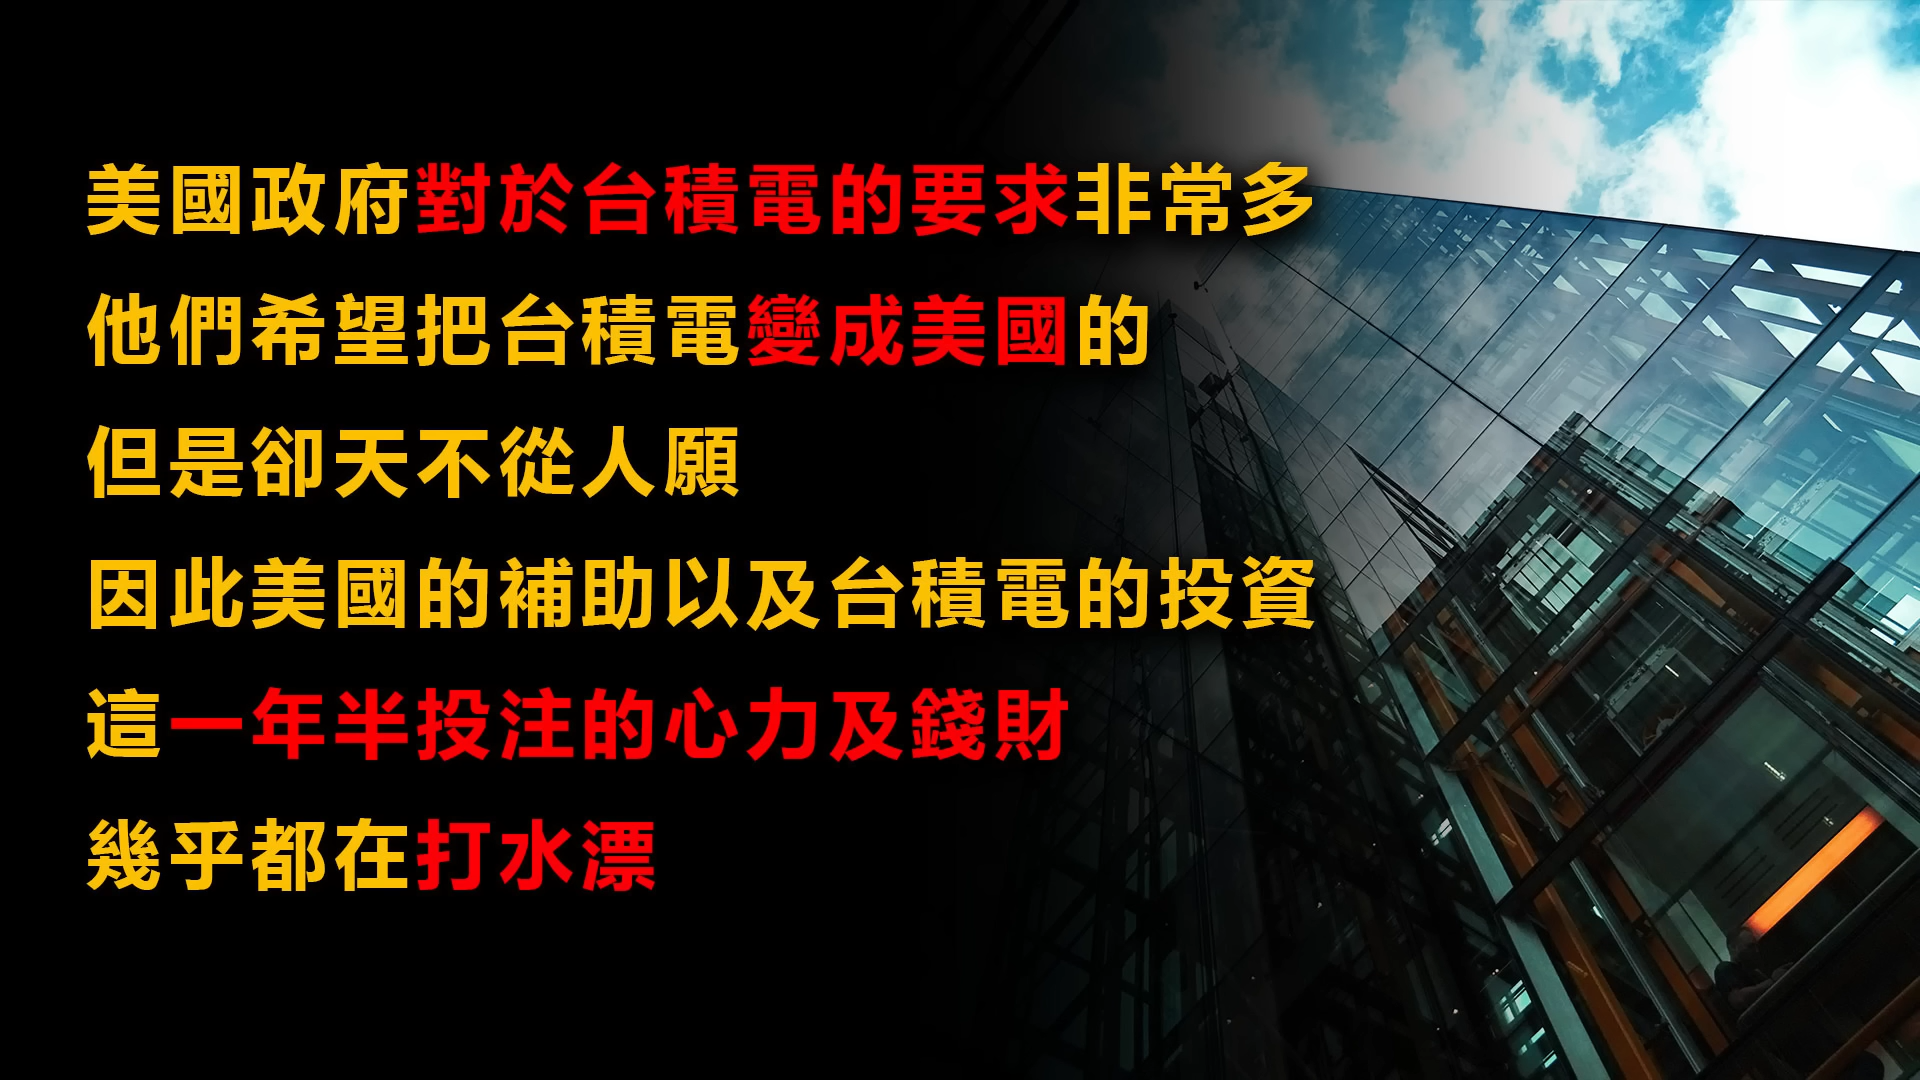 美國政府對於台積電的要求非常多
他們希望把台積電變成美國的
但是卻天不從人願
因此美國的補助以及台積電的投資
這一年半投注的心力及錢財
幾乎都在打水漂